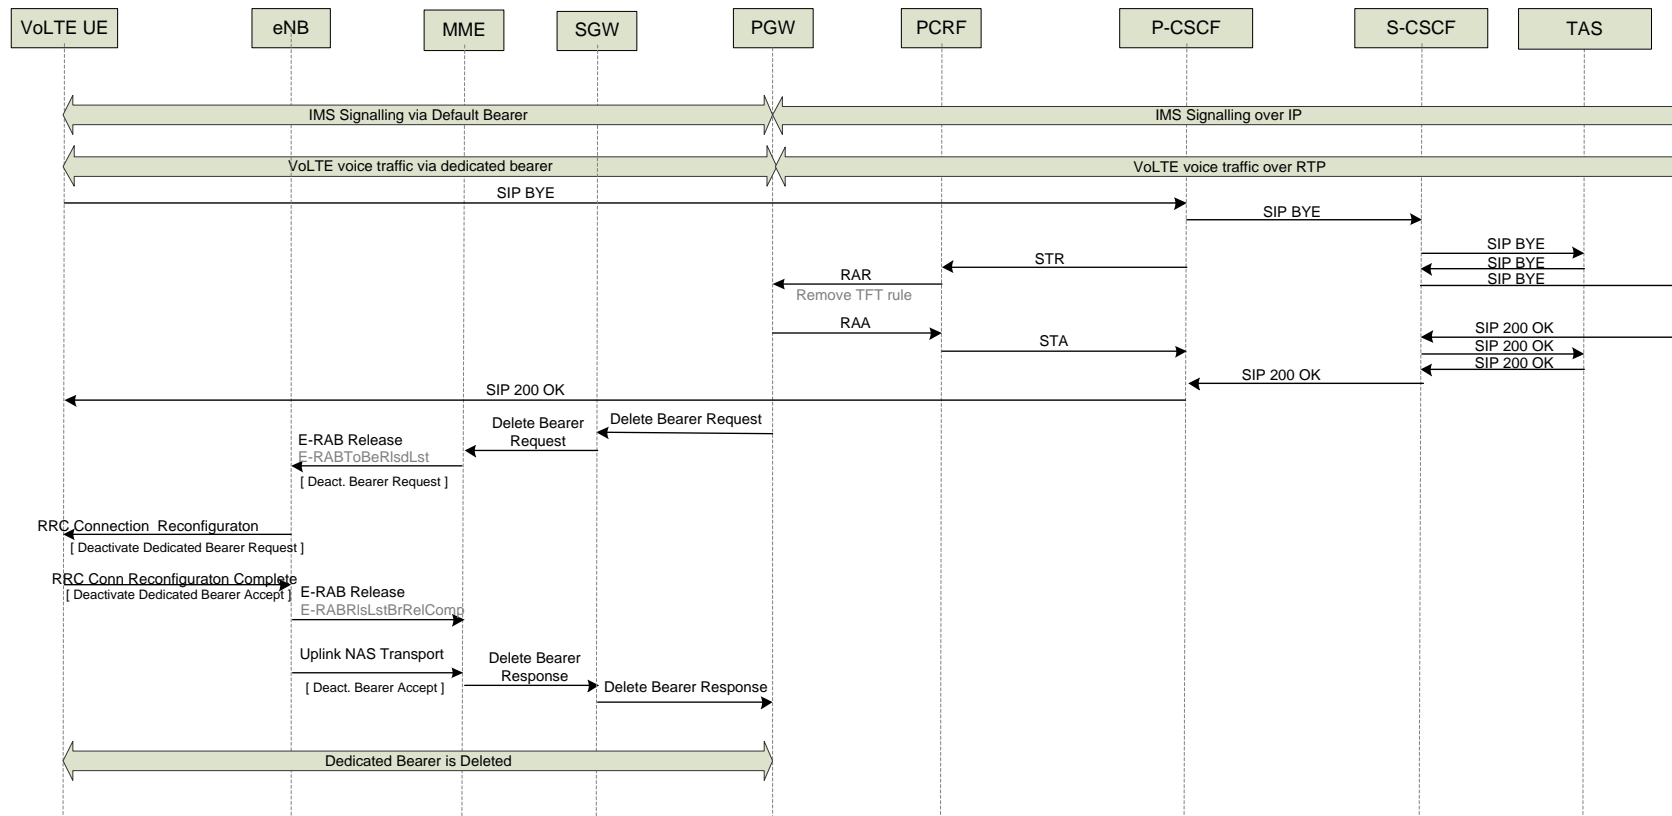 VoLTE UE
eNB
MME
SGW
PGW
PCRF
P-CSCF
S-CSCF
TAS
IMS Signalling via Default Bearer
IMS Signalling over IP
VoLTE voice traffic via dedicated bearer
VoLTE voice traffic over RTP
SIP BYE
SIP BYE
SIP BYE
STR
SIP BYE
RAR
SIP BYE
Remove TFT rule
RAA
SIP 200 OK
STA
SIP 200 OK
SIP 200 OK
SIP 200 OK
SIP 200 OK
Delete Bearer Request
Delete Bearer
Request
E-RAB Release
E-RABToBeRlsdLst
[ Deact. Bearer Request ]
RRC Connection  Reconfiguraton
[ Deactivate Dedicated Bearer Request ]
RRC Conn Reconfiguraton Complete
[ Deactivate Dedicated Bearer Accept ]
E-RAB Release
E-RABRlsLstBrRelComp
Uplink NAS Transport
[ Deact. Bearer Accept ]
Delete Bearer
Response
Delete Bearer Response
Dedicated Bearer is Deleted